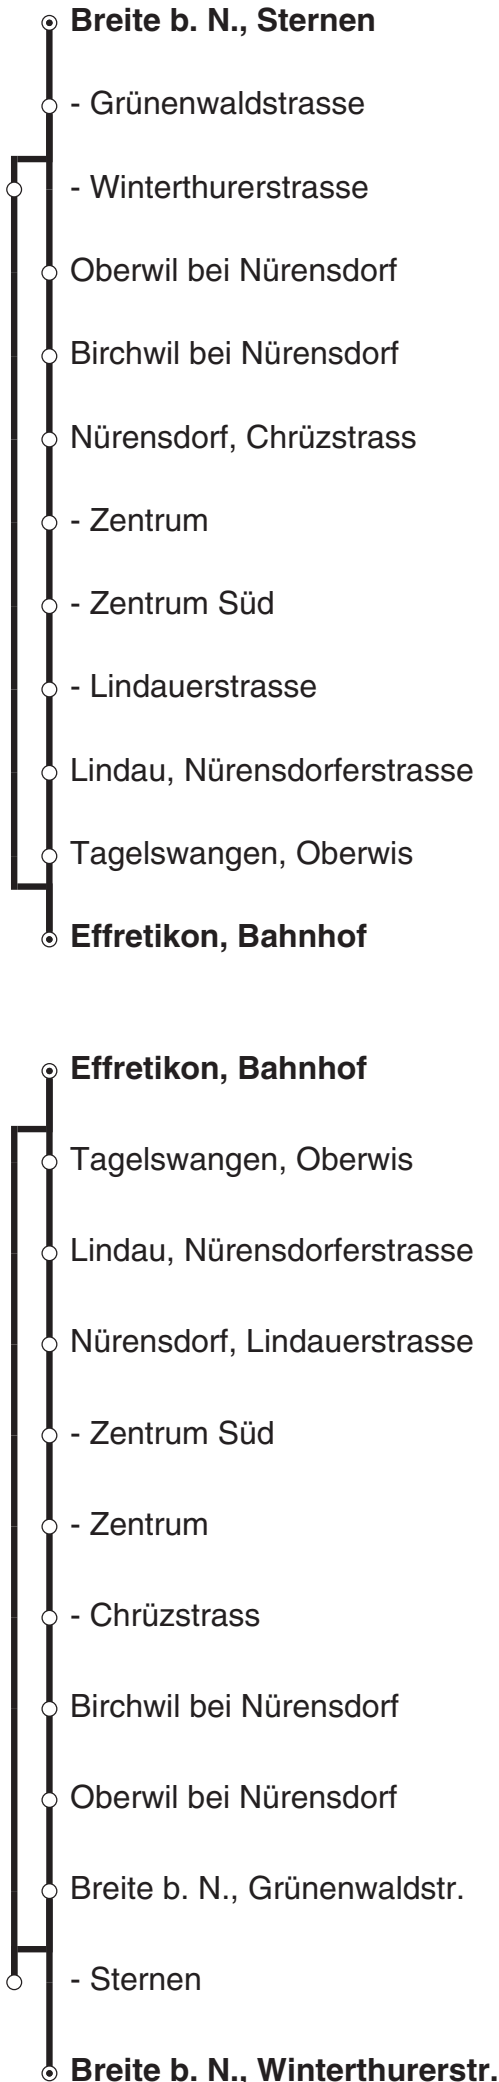 Breite b. N., Sternen
- Grünenwaldstrasse
- Winterthurerstrasse
Oberwil bei Nürensdorf
Birchwil bei Nürensdorf
Nürensdorf, Chrüzstrass
- Zentrum
- Zentrum Süd
- Lindauerstrasse
Lindau, Nürensdorferstrasse
Tagelswangen, Oberwis
Effretikon, Bahnhof
Effretikon, Bahnhof
Tagelswangen, Oberwis
Lindau, Nürensdorferstrasse
Nürensdorf, Lindauerstrasse
- Zentrum Süd
- Zentrum
- Chrüzstrass
Birchwil bei Nürensdorf
Oberwil bei Nürensdorf
Breite b. N., Grünenwaldstr.
- Sternen
Breite b. N., Winterthurerstr.